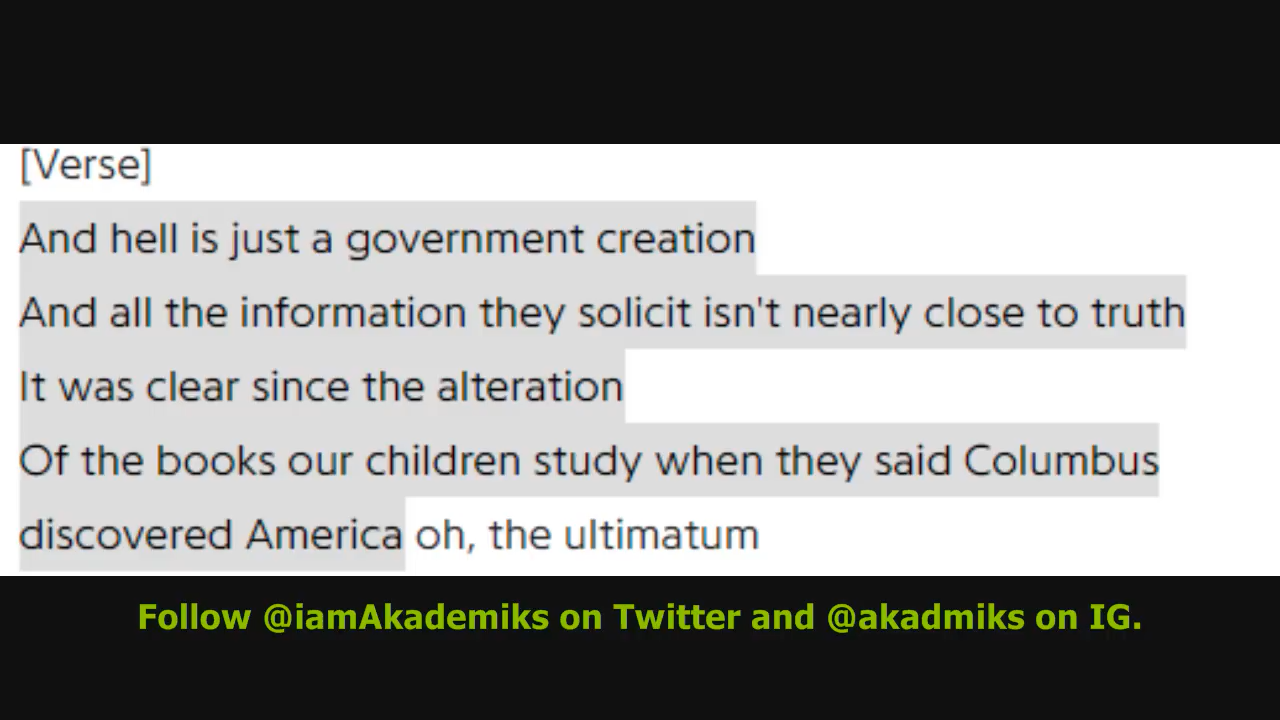 [Verse]
And hell is just a government creation
And all the information they solicit isn't nearly close to truth
It was clear since the alteration
Of the books our children study when they said Columbus
discovered America oh, the ultimatum
Follow @iamAkademiks on Twitter and @akadmiks on IG.